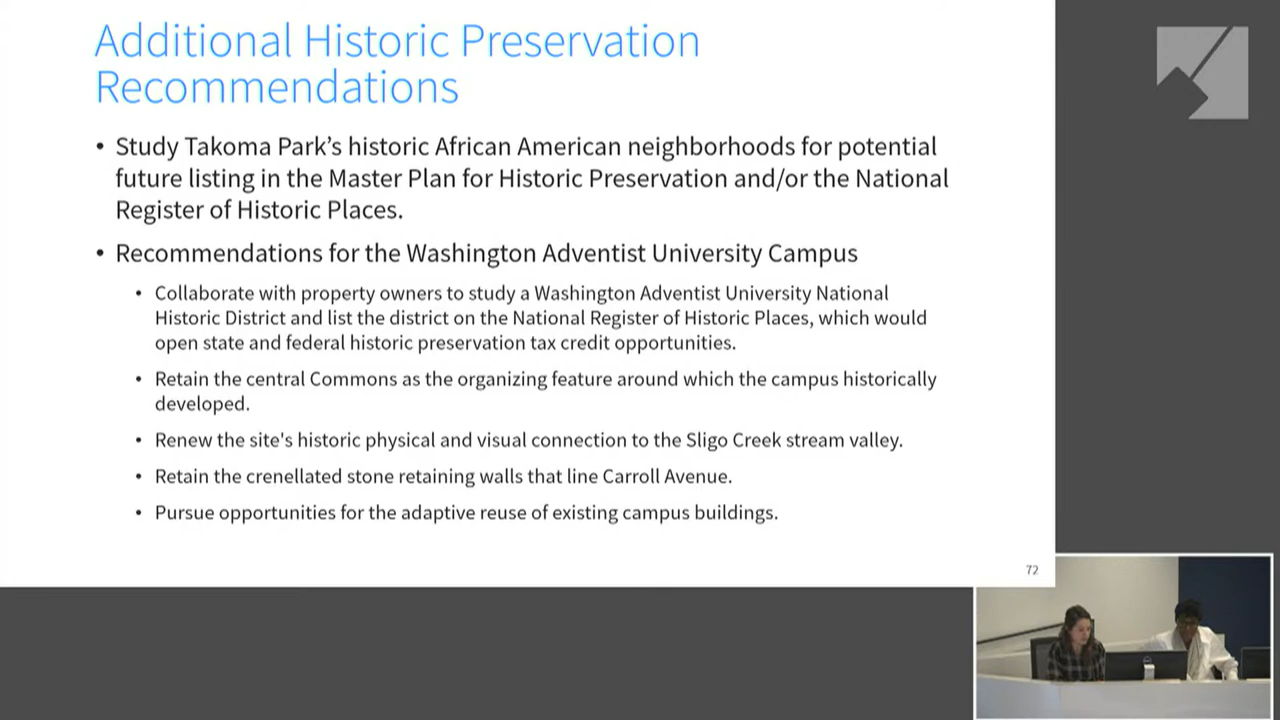 Additional Historic Preservation
Recommendations
• Study Takoma Park’s historic African American neighborhoods for potential
future listing in the Master Plan for Historic Preservation and/or the National
Register of Historic Places.
• Recommendations for the Washington Adventist University Campus
• Collaborate with property owners to study a Washington Adventist University National
Historic District and list the district on the National Register of Historic Places, which would
open state and federal historic preservation tax credit opportunities.
• Retain the central Commons as the organizing feature around which the campus historically
developed.
• Renew the site's historic physical and visual connection to the Sligo Creek stream valley.
• Retain the crenellated stone retaining walls that line Carroll Avenue.
• Pursue opportunities for the adaptive reuse of existing campus buildings.
72